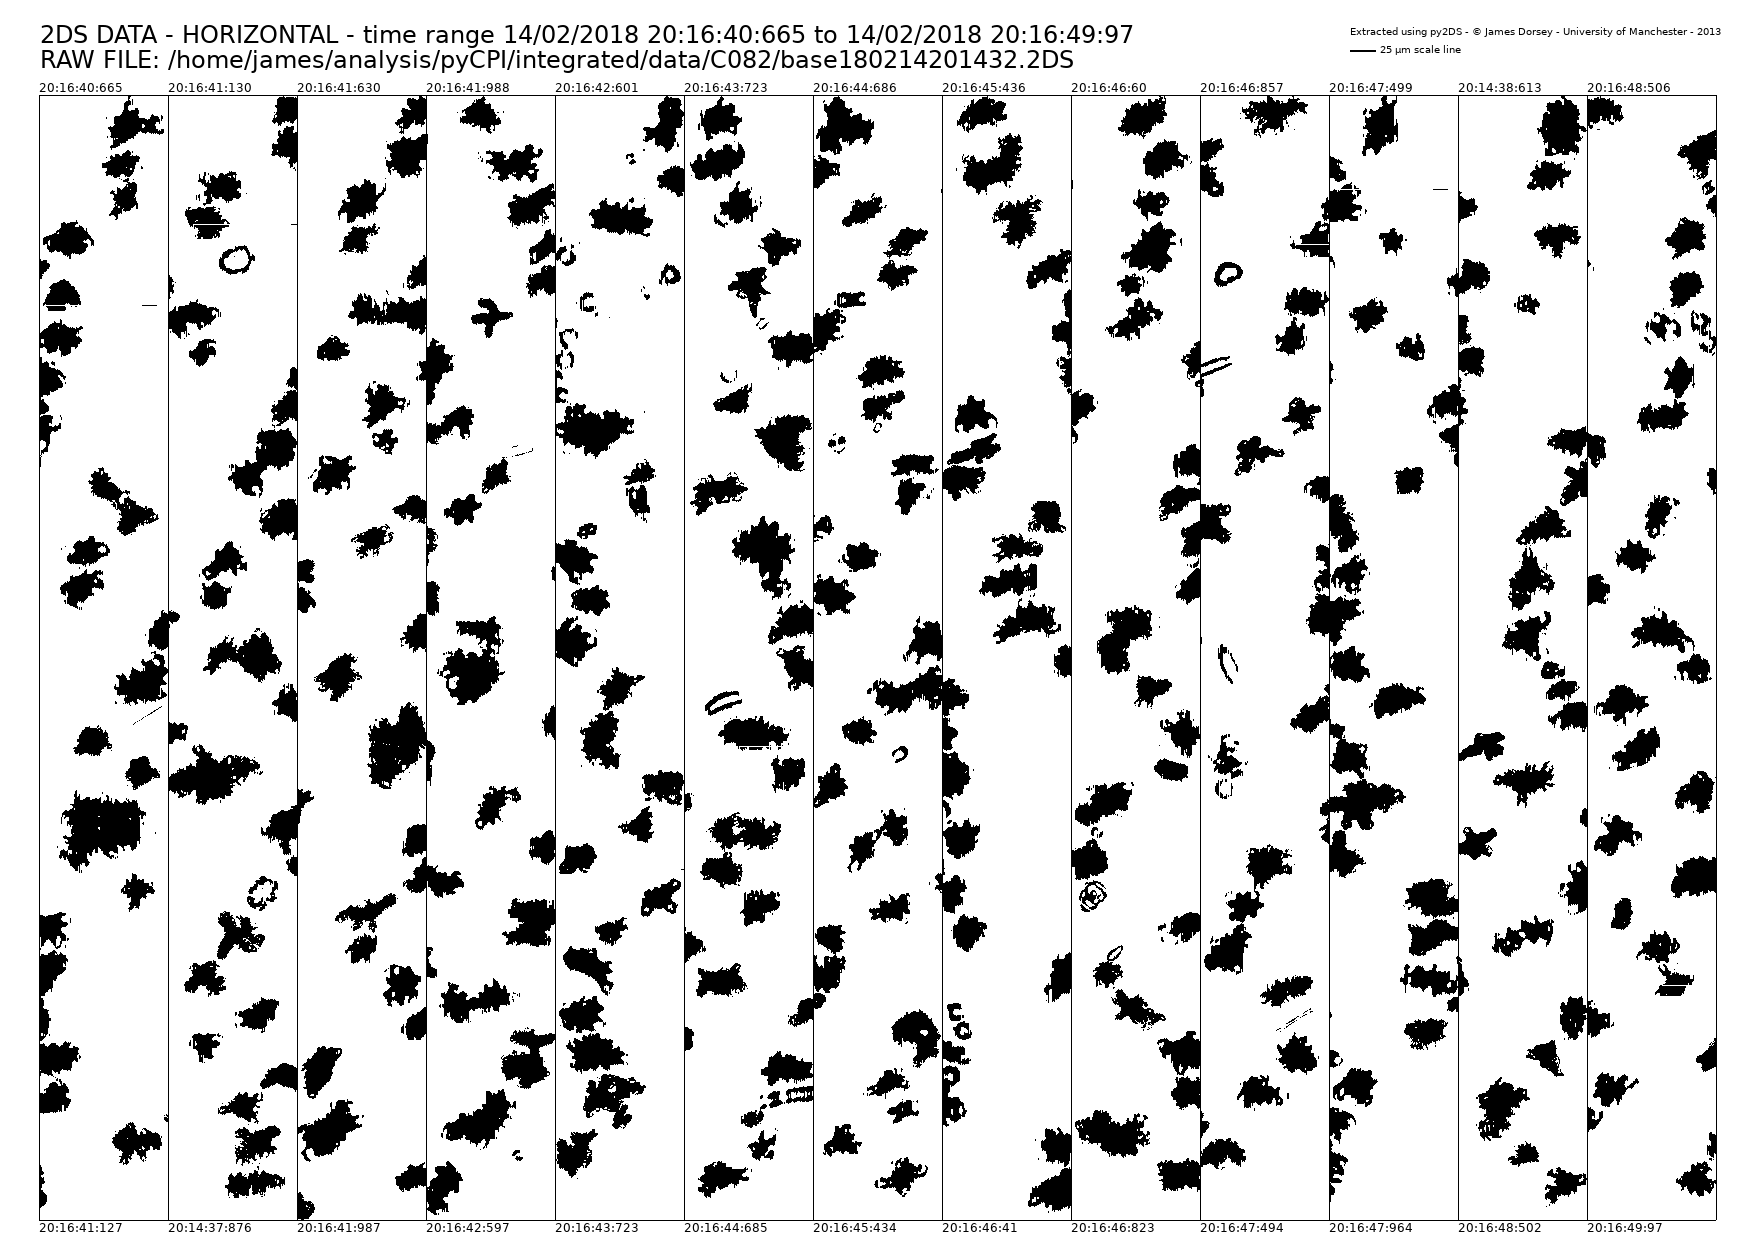 2DS DATA - HORIZONTAL - time range 14/02/2018 20:16:40:665 to 14/02/2018 20:16:49:97
RAW FILE: /home/james/analysis/pyCPI/integrated/data/C082/base180214201432.2DS
Extracted using py2DS - © James Dorsey - University of Manchester - 2013
25 µm scale line
20:16:40:665 20:16:41:130 20:16:41:630 20:16:41:988 20:16:42:601 20:16:43:723 20:16:44:686 20:16:45:436 20:16:46:60 20:16:46:857 20:16:47:499 20:14:38:613 20:16:48:506
20:16:41:127 20:14:37:876 20:16:41:987 20:16:42:597 20:16:43:723 20:16:44:685 20:16:45:434 20:16:46:41 20:16:46:823 20:16:47:494 20:16:47:964 20:16:48:502 20:16:49:97